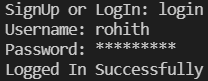 SignUp or LogIn: login
Username: rohith
Password: *********
Logged In Successfully